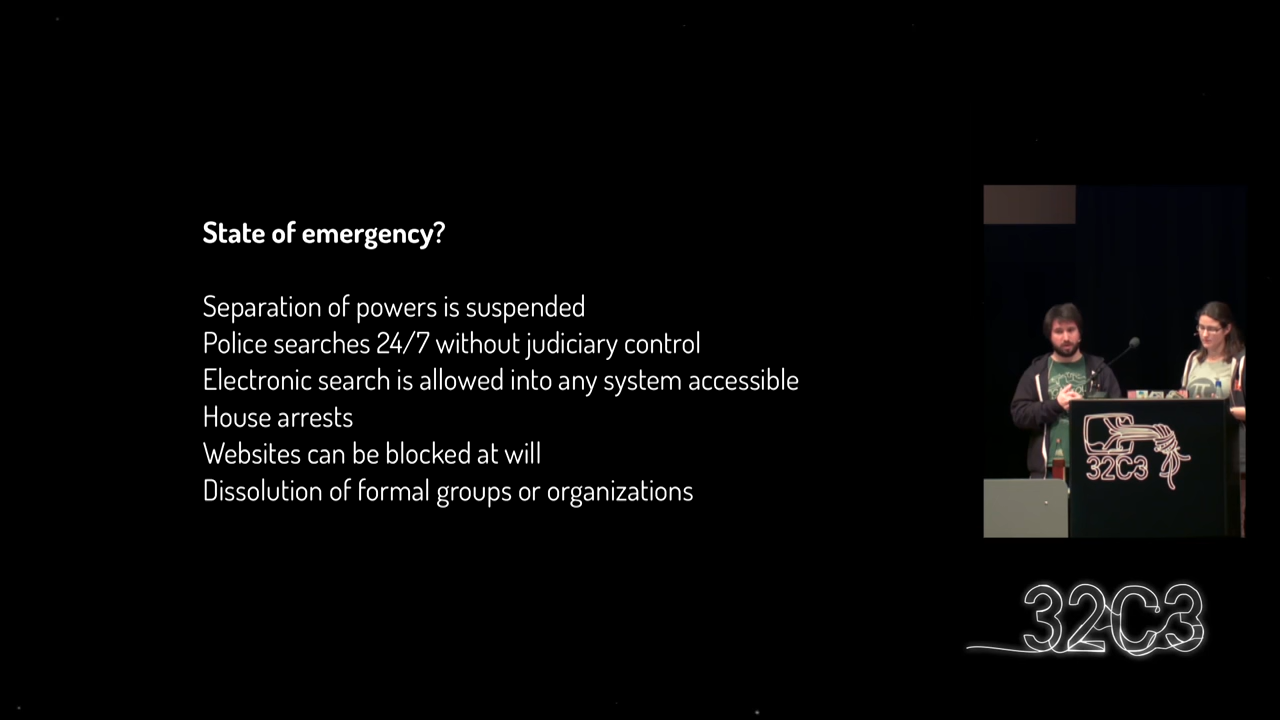 State of emergency?
Separation of powers is suspended
Police searches 24/7 without judiciary control
Electronic search is allowed into any system accessible
House arrests
Websites can be blocked at will
Dissolution of formal groups or organizations
32C3
32C3